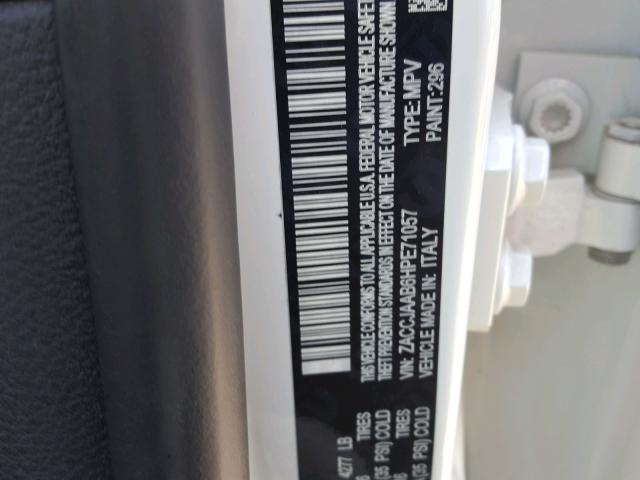 4277 LB
TIRES
(35 PSI) COLD
TIRES
(35 PSI) COLD
THIS VEHICLE CONFORMS TO ALL APPLICABLE U.S.A. FEDERAL MOTOR VEHICLE SAFET
THEFT PREVENTION STANDARDS IN EFFECT ON THE DATE OF MANUFACTURE SHOWN
VIN: ZACCJAAB6HPE71057
TYPE: MPV
VEHICLE MADE IN: ITALY
PAINT: 296